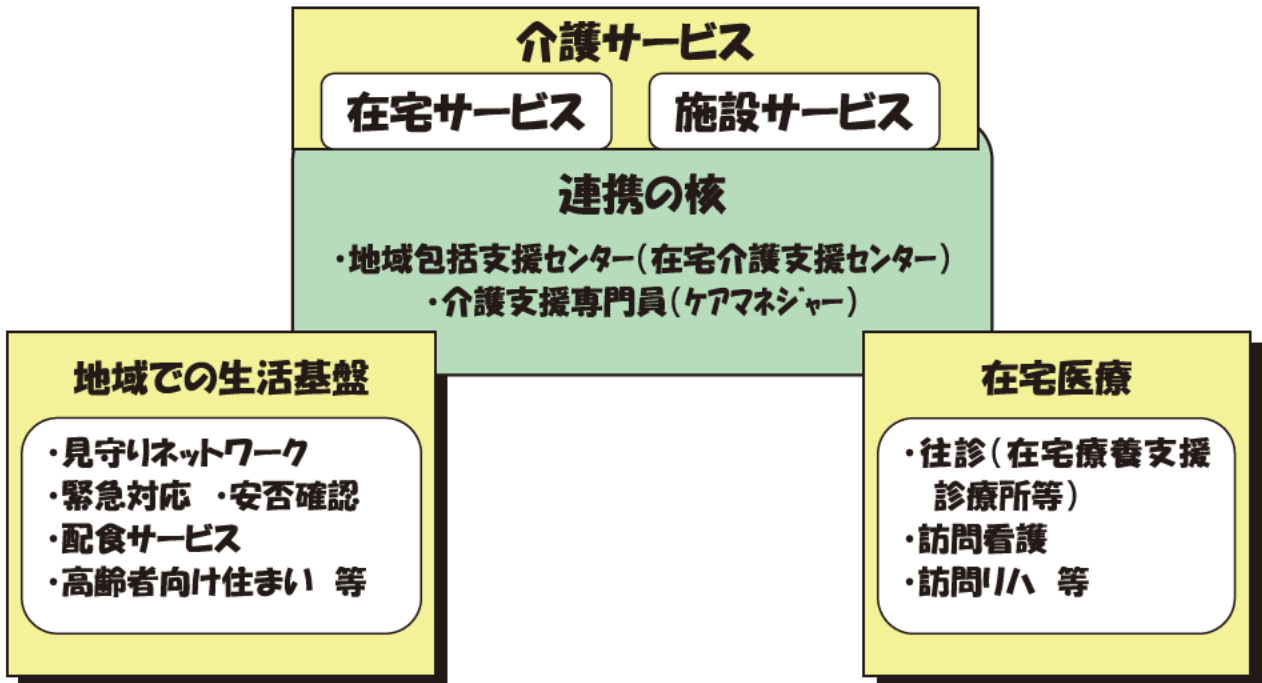 介護サービス
在宅サービス
施設サービス
連携の核
・地域包括支援センター(在宅介護支援センター)
・介護支援専門員(ケアマネジャー)
地域での生活基盤
・見守りネットワーク
・緊急対応 ・安否確認
・配食サービス
・高齢者向け住まい 等
在宅医療
・往診(在宅療養支援
診療所等)
・訪問看護
・訪問リハ 等